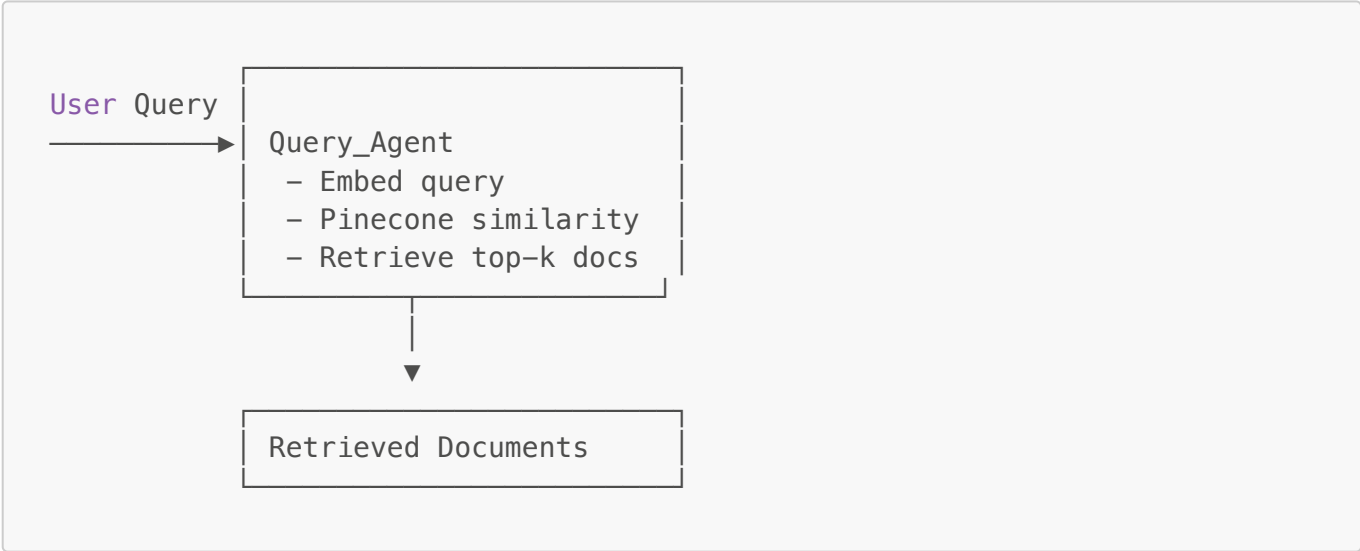 User Query
Query_Agent
– Embed query
– Pinecone similarity
– Retrieve top–k docs
Retrieved Documents